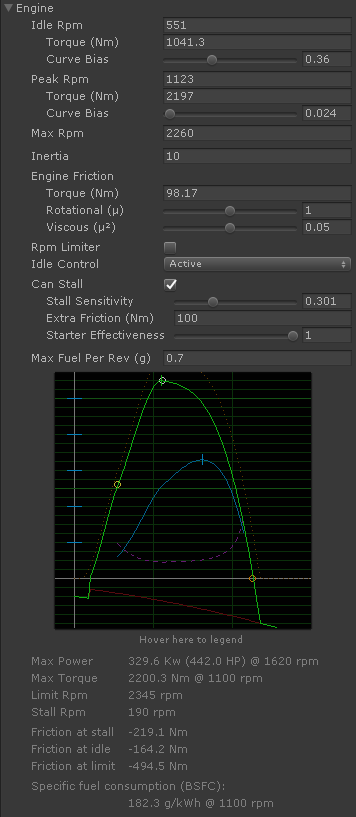 Engine
Idle Rpm 551
Torque (Nm) 1041.3
Curve Bias 0.36
Peak Rpm 1123
Torque (Nm) 2197
Curve Bias 0.024
Max Rpm 2260
Inertia 10
Engine Friction
Torque (Nm) 98.17
Rotational (μ) 1
Viscous (μ²) 0.05
Rpm Limiter
Idle Control Active
Can Stall
Stall Sensitivity 0.301
Extra Friction (Nm) 100
Starter Effectiveness 1
Max Fuel Per Rev (g) 0.7
Hover here to legend
Max Power 329.6 Kw (442.0 HP) @ 1620 rpm
Max Torque 2200.3 Nm @ 1100 rpm
Limit Rpm 2345 rpm
Stall Rpm 190 rpm
Friction at stall -219.1 Nm
Friction at idle -164.2 Nm
Friction at limit -494.5 Nm
Specific fuel consumption (BSFC):
182.3 g/kWh @ 1100 rpm